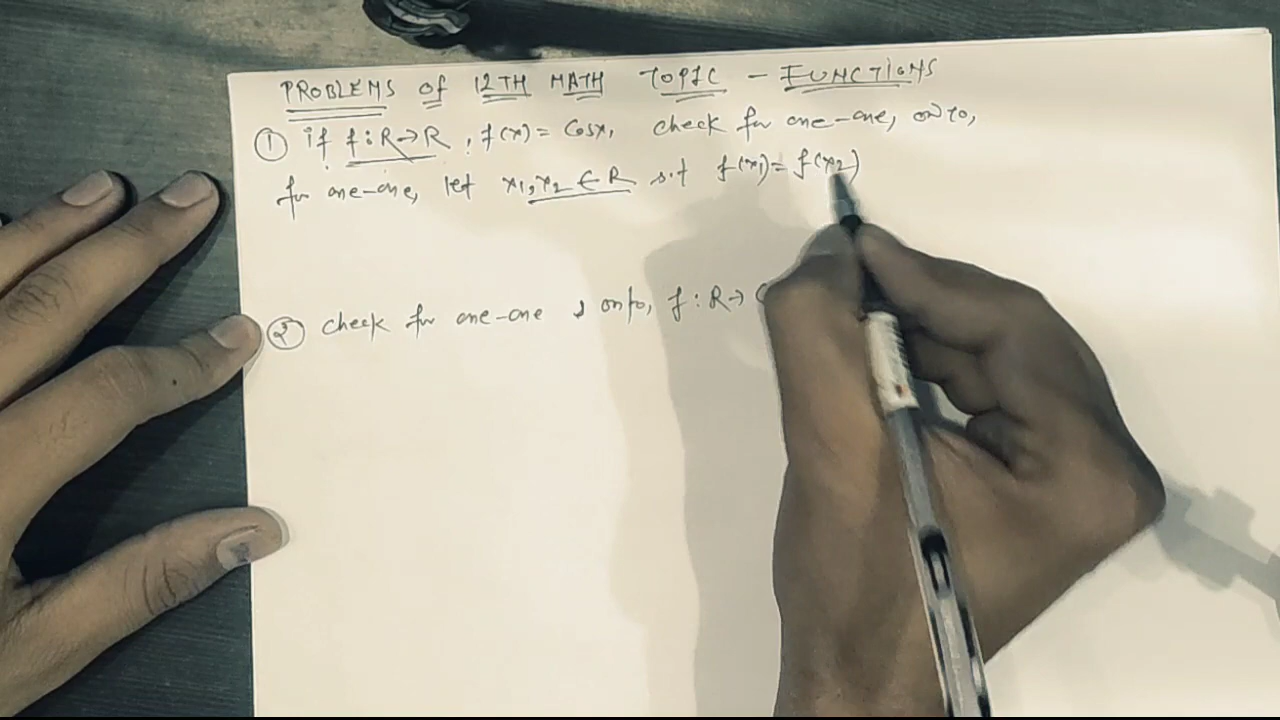 PROBLEMS of 12TH MATH TOPIC - FUNCTIONS
① if f : R→R , f(x) = Cosx, check for one-one, onto,
for one-one, let x₁,x₂ ∈ R s.t f(x₁) = f(x₂)
② check for one-one & onto, f : R→